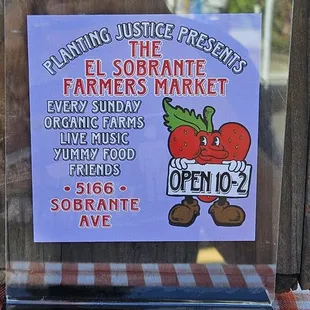 PLANTING JUSTICE PRESENTS
THE
EL SOBRANTE
FARMERS MARKET
EVERY SUNDAY
ORGANIC FARMS
LIVE MUSIC
YUMMY FOOD
FRIENDS
• 5166 •
SOBRANTE
AVE
OPEN 10-2